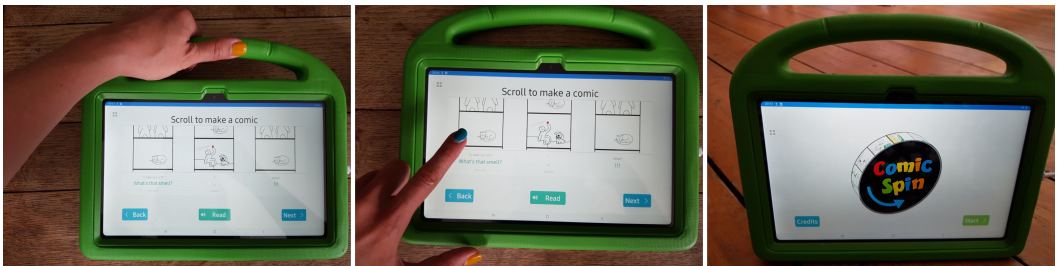 Scroll to make a comic
What's that smell?
!!!
Back
Read
Next
Scroll to make a comic
What's that smell?
!!!
Back
Read
Next
Comic
Spin
Credits
Start